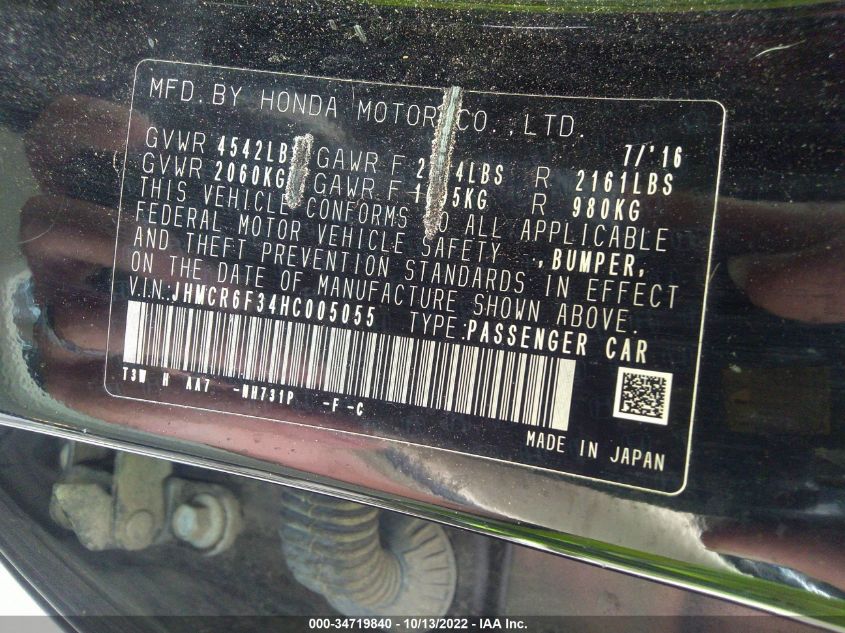 MFD. BY HONDA MOTOR CO., LTD.
7/'16
GVWR 4542LBS GAWR F LBS R 2161LBS
GVWR 2060KG GAWR F KG R 980KG
THIS VEHICLE CONFORMS TO ALL APPLICABLE
FEDERAL MOTOR VEHICLE SAFETY , BUMPER,
AND THEFT PREVENTION STANDARDS IN EFFECT
ON THE DATE OF MANUFACTURE SHOWN ABOVE.
V.I.N: JHMCR6F34HC005055 TYPE: PASSENGER CAR
T3W H AA7 -NH731P -F -C
MADE IN JAPAN
000-34719840 - 10/13/2022 - IAA Inc.